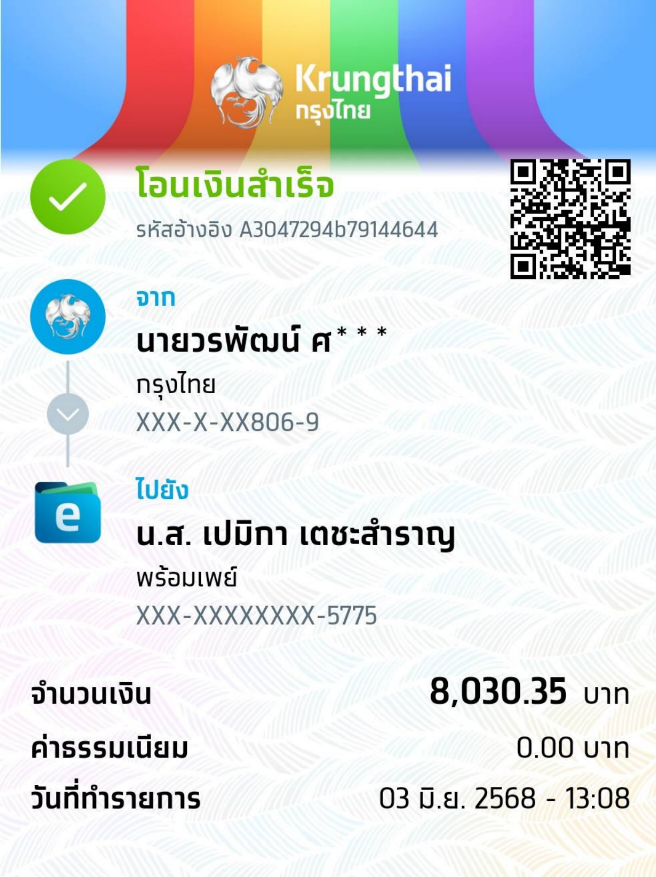 Krungthai
กรุงไทย
โอนเงินสำเร็จ
รหัสอ้างอิง A3047294b79144644
จาก
นายวรพัฒน์ ศ***
กรุงไทย
XXX-X-XX806-9
e
ไปยัง
น.ส. เปมิกา เตชะสำราญ
พร้อมเพย์
XXX-XXXXXXXX-5775
จำนวนเงิน 8,030.35 บาท
ค่าธรรมเนียม 0.00 บาท
วันที่ทำรายการ 03 มิ.ย. 2568 - 13:08